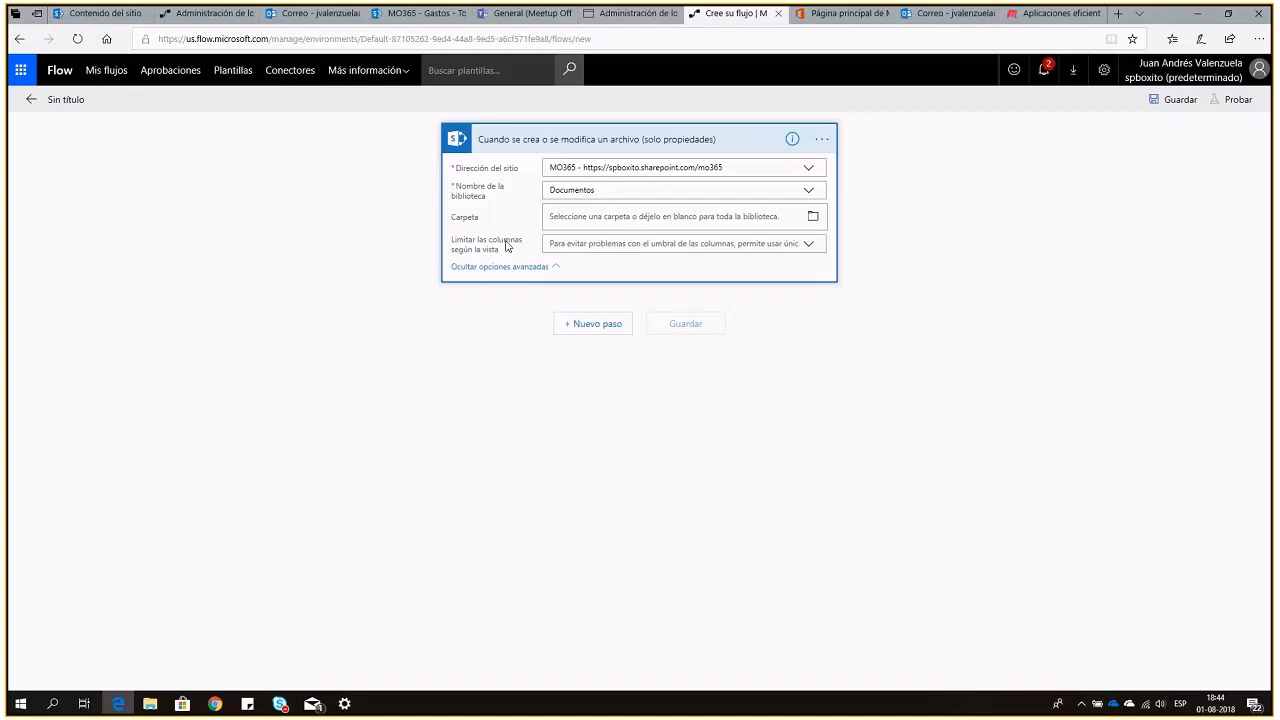 Contenido del sitio
Administración de lo
Correo - jvalenzuela
MO365 - Gastos - To
General (Meetup Off
Administración de lo
Cree su flujo | M
Página principal de M
Correo - jvalenzuela
Aplicaciones eficient
https://us.flow.microsoft.com/manage/environments/Default-87105262-9ed4-44a8-9ed5-a6cf571fe9a8/flows/new
Flow
Mis flujos
Aprobaciones
Plantillas
Conectores
Más información
Buscar plantillas...
2
Juan Andrés Valenzuela
spboxito (predeterminado)
Sin título
Guardar
Probar
Cuando se crea o se modifica un archivo (solo propiedades)
* Dirección del sitio
MO365 - https://spboxito.sharepoint.com/mo365
* Nombre de la
biblioteca
Documentos
Carpeta
Seleccione una carpeta o déjelo en blanco para toda la biblioteca.
Limitar las columnas
según la vista
Para evitar problemas con el umbral de las columnas, permite usar únic
Ocultar opciones avanzadas
+ Nuevo paso
Guardar
ESP
18:44
01-08-2018
22